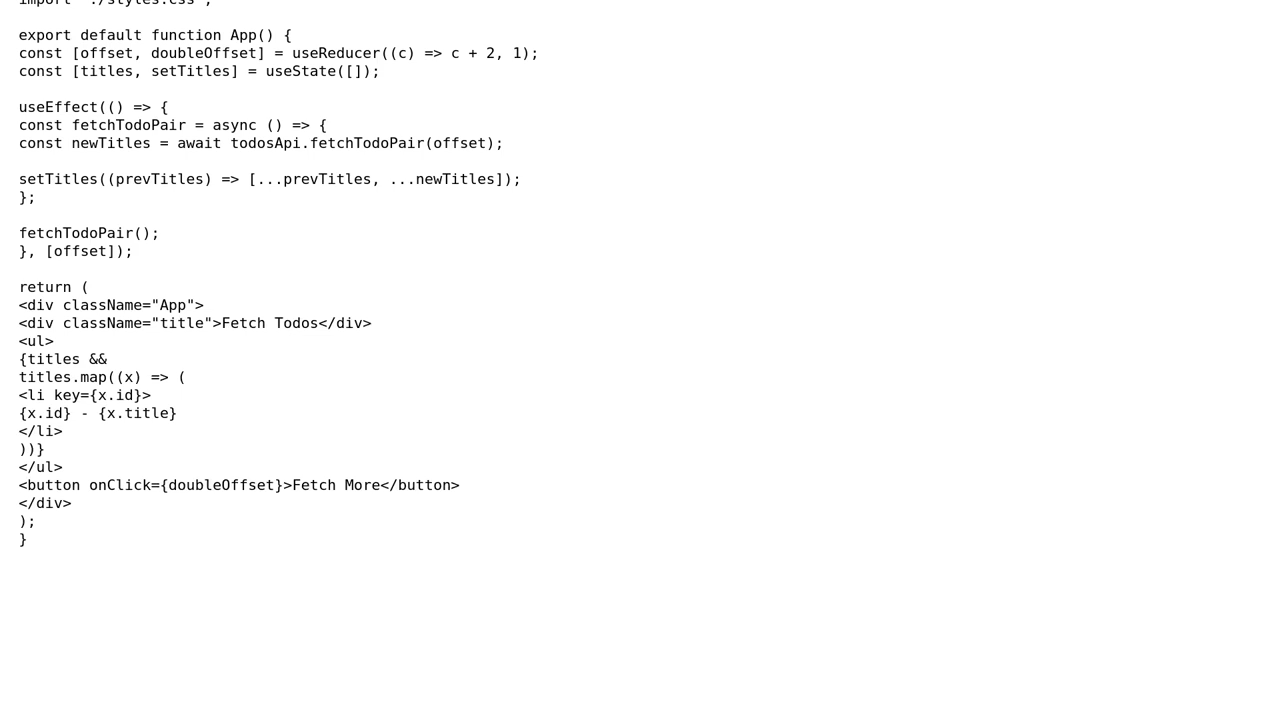 import "./styles.css";
export default function App() {
const [offset, doubleOffset] = useReducer((c) => c + 2, 1);
const [titles, setTitles] = useState([]);
useEffect(() => {
const fetchTodoPair = async () => {
const newTitles = await todosApi.fetchTodoPair(offset);
setTitles((prevTitles) => [...prevTitles, ...newTitles]);
};
fetchTodoPair();
}, [offset]);
return (
<div className="App">
<div className="title">Fetch Todos</div>
<ul>
{titles &&
titles.map((x) => (
<li key={x.id}>
{x.id} - {x.title}
</li>
))}
</ul>
<button onClick={doubleOffset}>Fetch More</button>
</div>
);
}